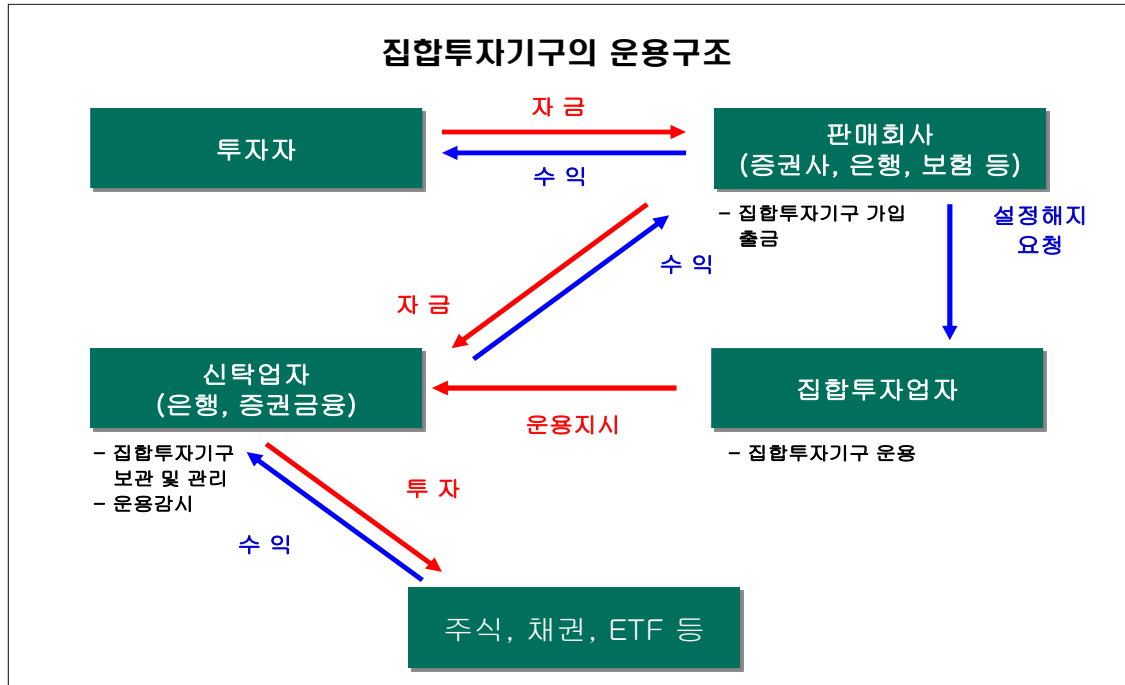 집합투자기구의 운용구조
자 금
투자자
판매회사
(증권사, 은행, 보험 등)
수 익
- 집합투자기구 가입
출금
설정해지
요청
수 익
자 금
신탁업자
(은행, 증권금융)
집합투자업자
운용지시
- 집합투자기구
보관 및 관리
- 운용감시
- 집합투자기구 운용
투 자
수 익
주식, 채권, ETF 등